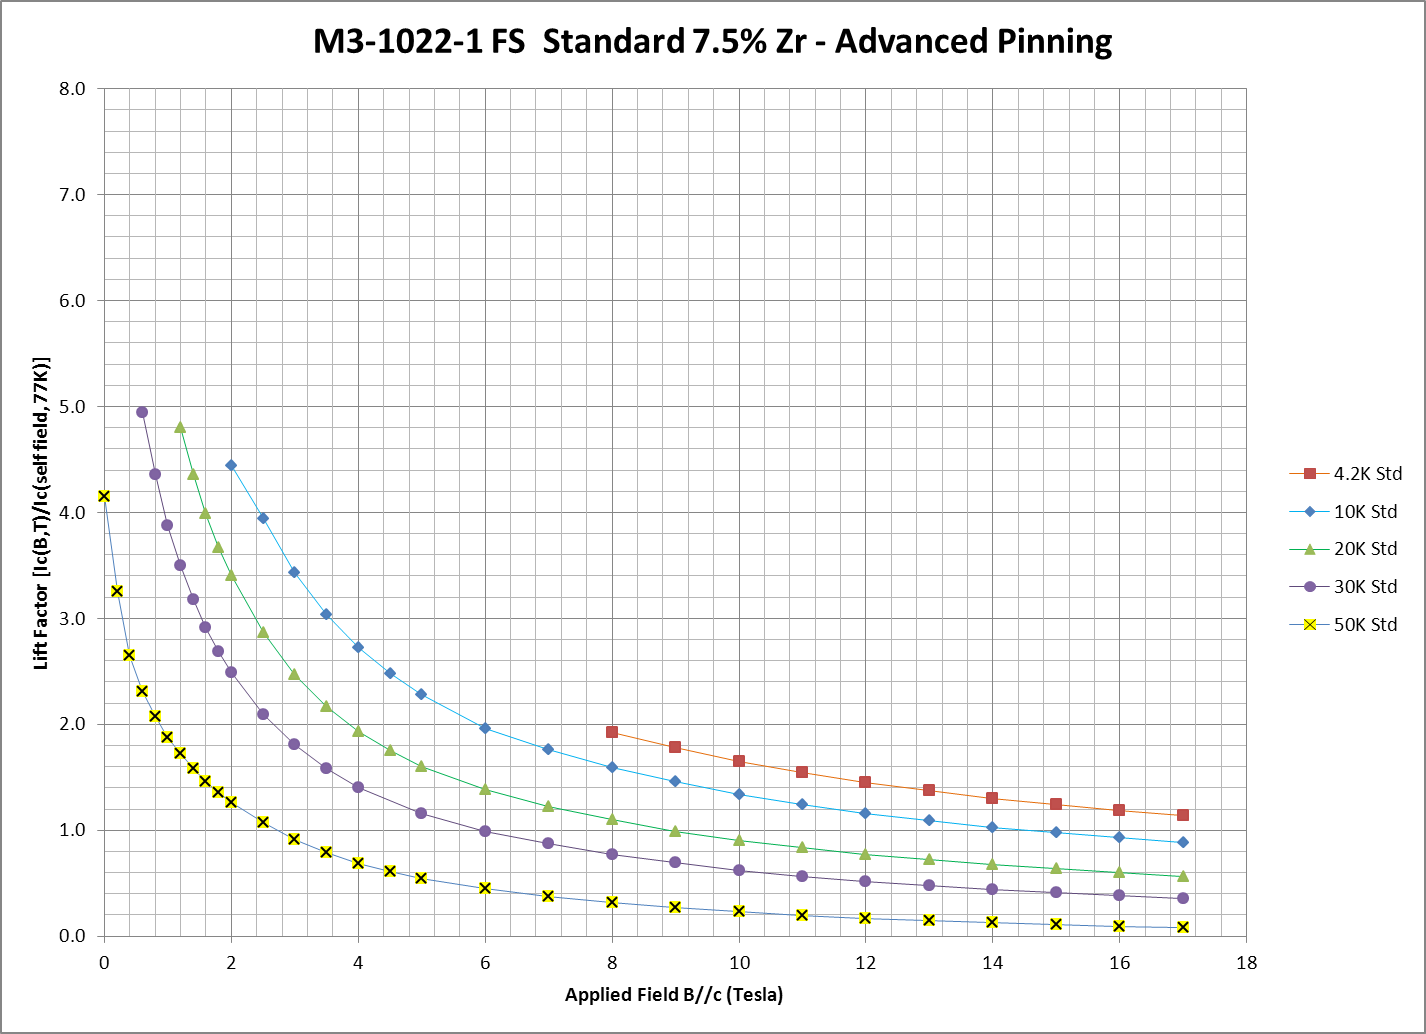 M3-1022-1 FS  Standard 7.5% Zr - Advanced Pinning
8.0
7.0
6.0
5.0
4.0
3.0
2.0
1.0
0.0
Lift Factor [Ic(B,T)/Ic(self field,77K)]
0 2 4 6 8 10 12 14 16 18
Applied Field B//c (Tesla)
4.2K Std
10K Std
20K Std
30K Std
50K Std